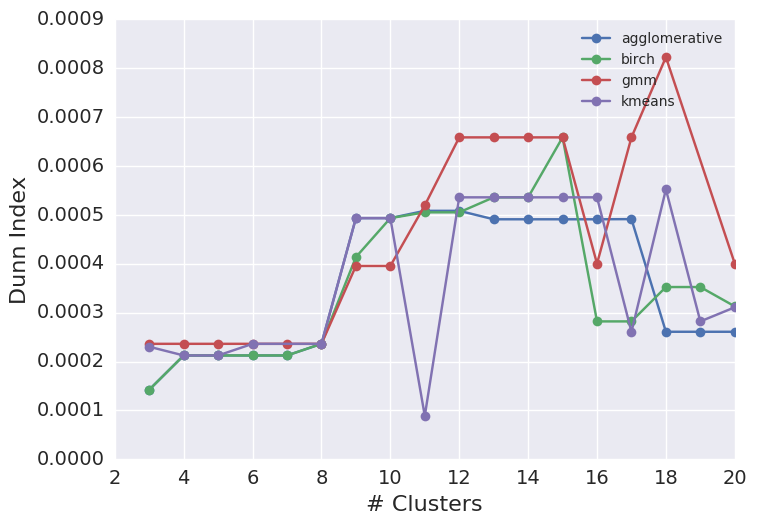 0.0009
0.0008
0.0007
0.0006
0.0005
0.0004
0.0003
0.0002
0.0001
0.0000
Dunn Index
2 4 6 8 10 12 14 16 18 20
# Clusters
agglomerative
birch
gmm
kmeans